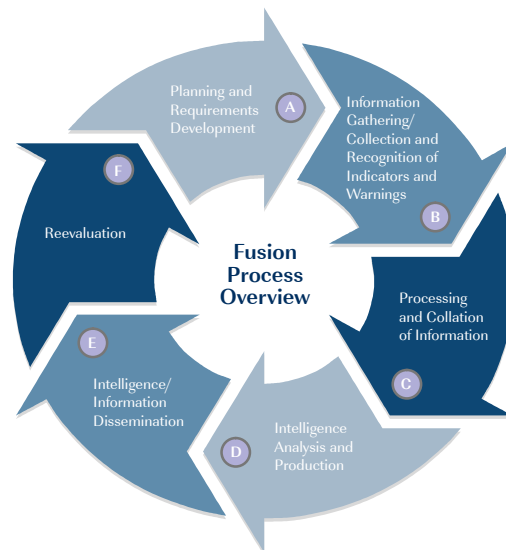 Planning and
Requirements
Development
A
Information
Gathering/
Collection and
Recognition of
Indicators and
Warnings
B
Processing
and Collation
of Information
C
Intelligence
Analysis and
Production
D
Intelligence/
Information
Dissemination
E
Reevaluation
F
Fusion
Process
Overview